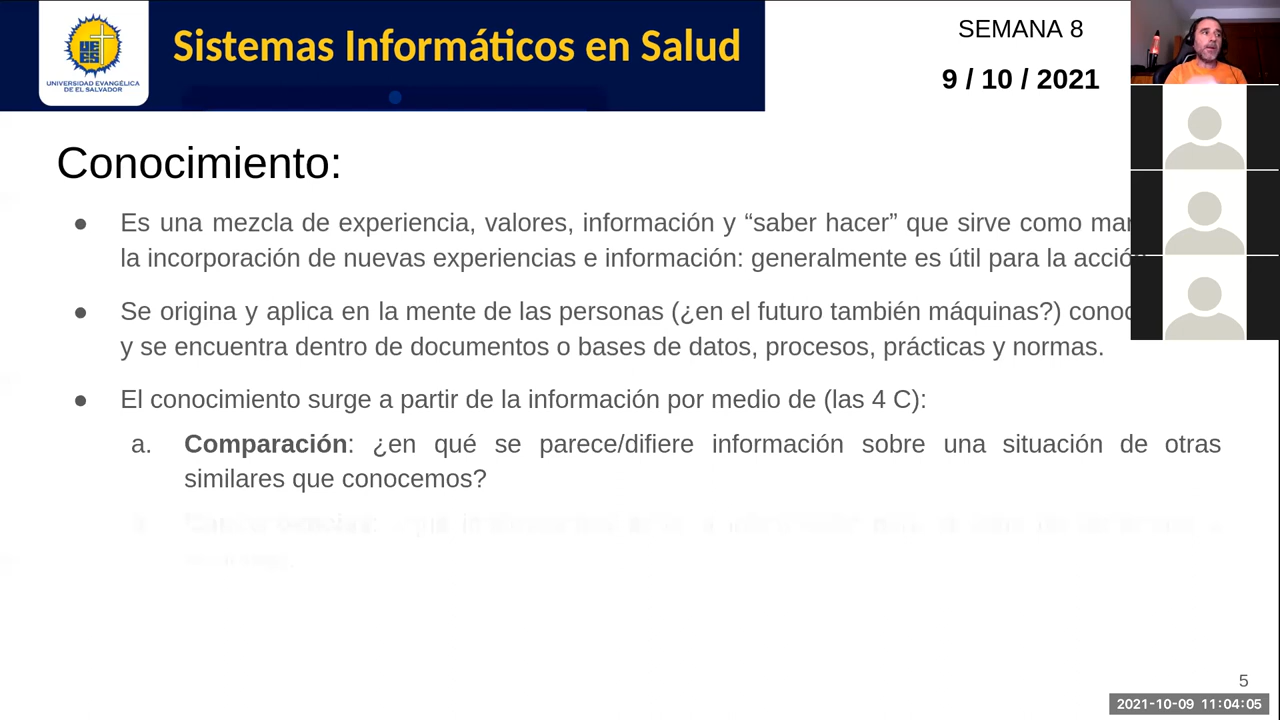 UNIVERSIDAD EVANGÉLICA
DE EL SALVADOR
Sistemas Informáticos en Salud
SEMANA 8
9 / 10 / 2021
Conocimiento:
● Es una mezcla de experiencia, valores, información y “saber hacer” que sirve como
la incorporación de nuevas experiencias e información: generalmente es útil para la acción
● Se origina y aplica en la mente de las personas (¿en el futuro también máquinas?)
y se encuentra dentro de documentos o bases de datos, procesos, prácticas y normas.
● El conocimiento surge a partir de la información por medio de (las 4 C):
a. Comparación: ¿en qué se parece/difiere información sobre una situación de otras
similares que conocemos?
5
2021-10-09 11:04:05